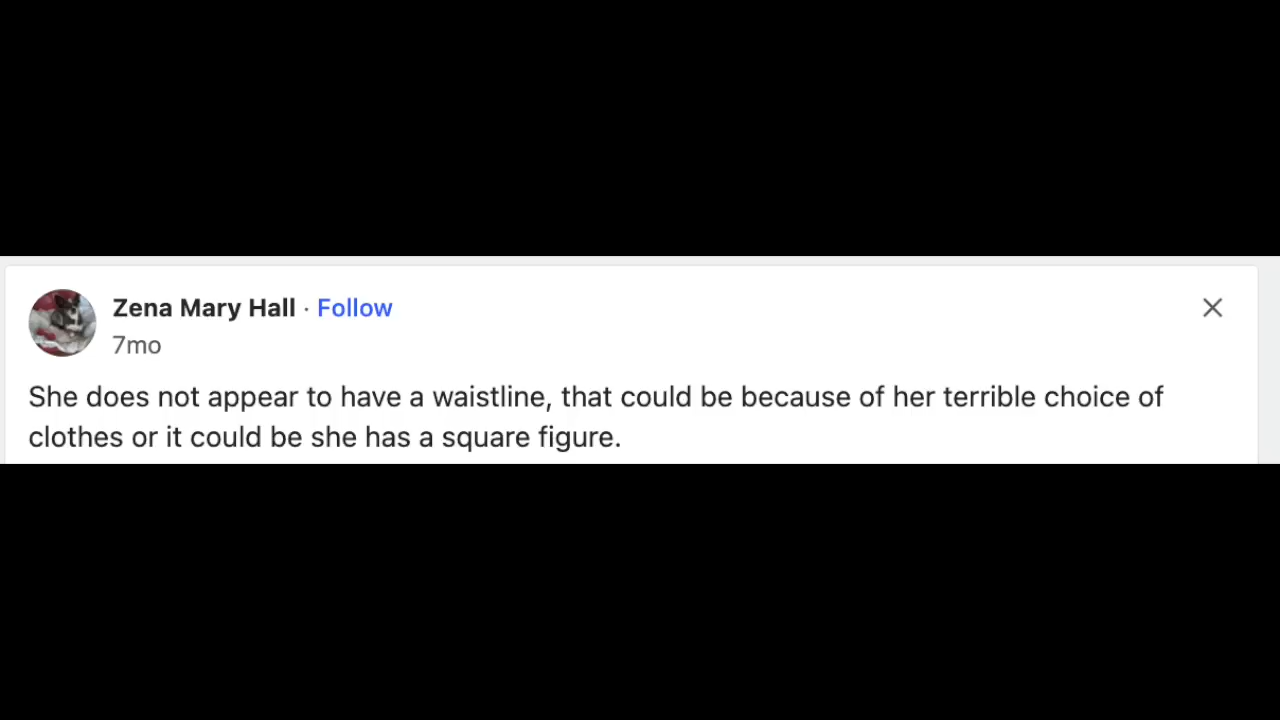 Zena Mary Hall · Follow
7mo
She does not appear to have a waistline, that could be because of her terrible choice of
clothes or it could be she has a square figure.